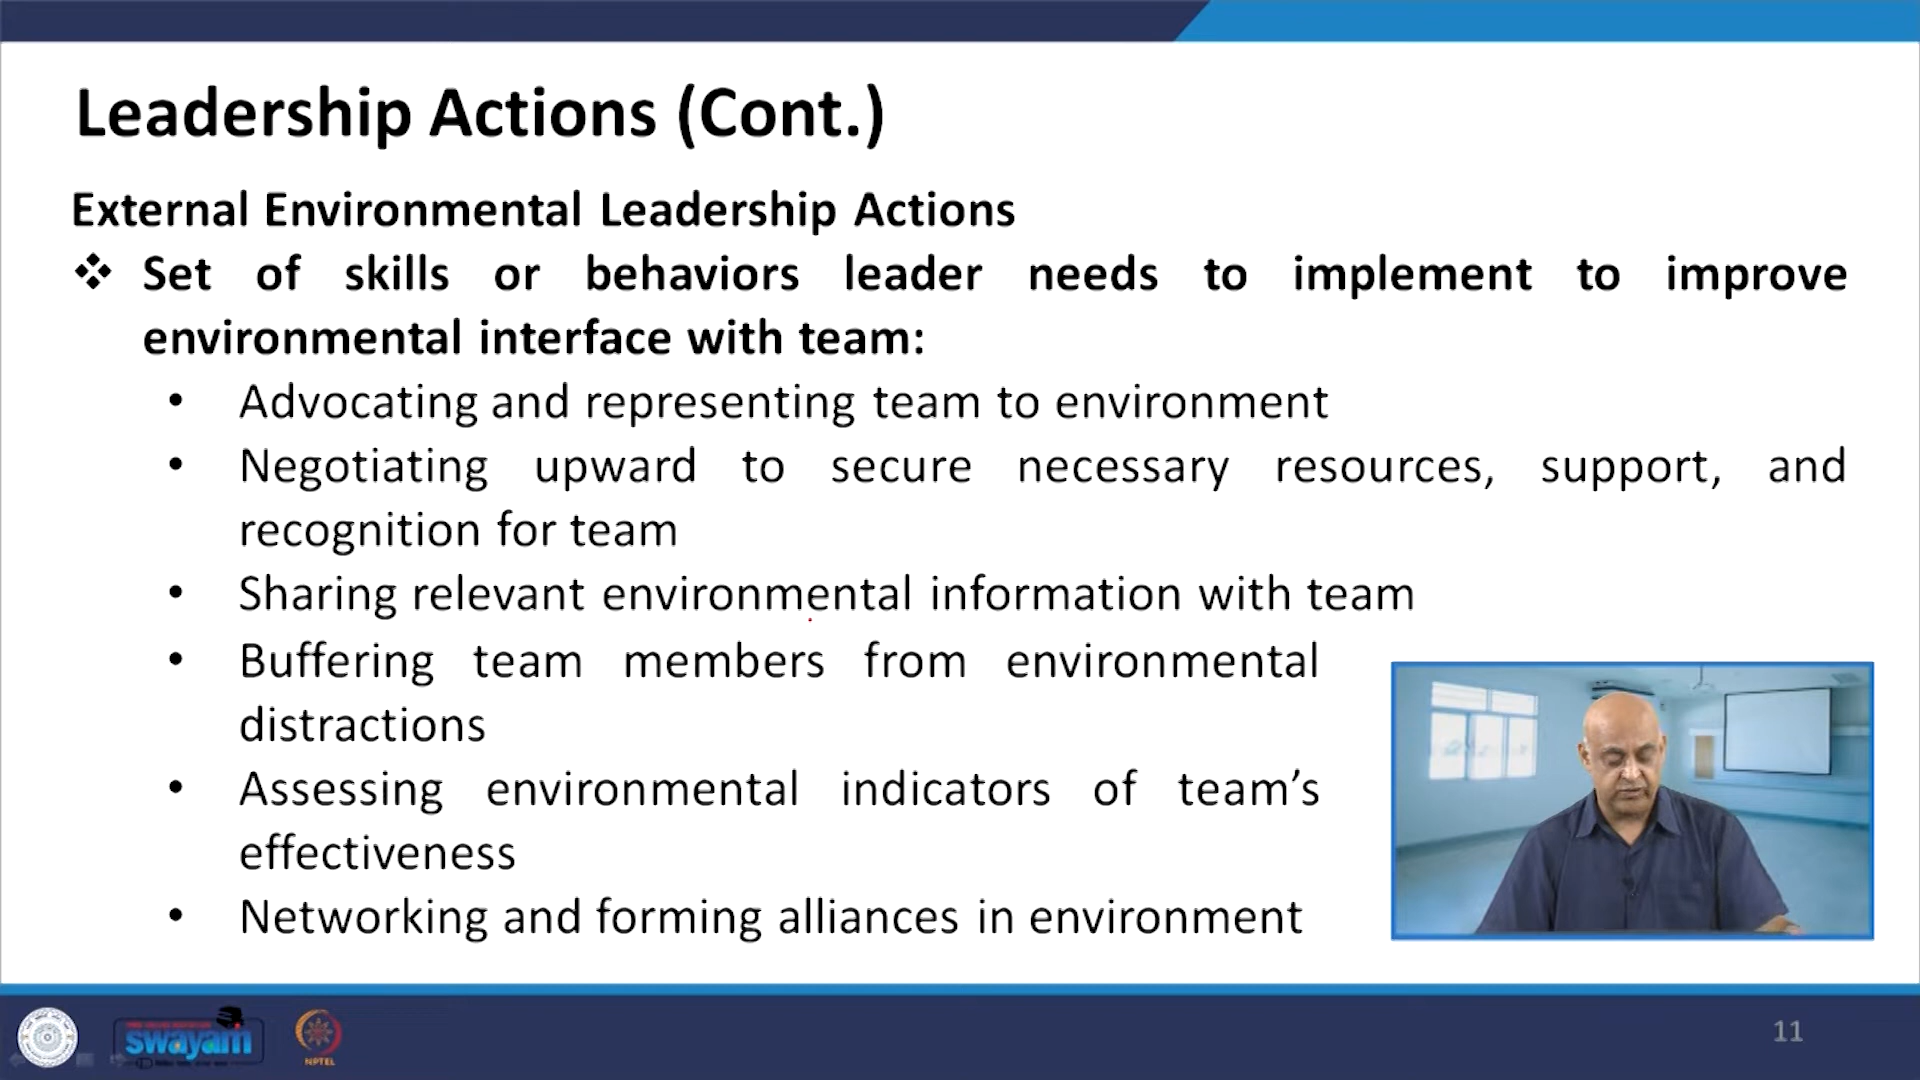 Leadership Actions (Cont.)
External Environmental Leadership Actions
❖ Set of skills or behaviors leader needs to implement to improve
environmental interface with team:
• Advocating and representing team to environment
• Negotiating upward to secure necessary resources, support, and
recognition for team
• Sharing relevant environmental information with team
• Buffering team members from environmental
distractions
• Assessing environmental indicators of team’s
effectiveness
• Networking and forming alliances in environment
swayam
NPTEL
11